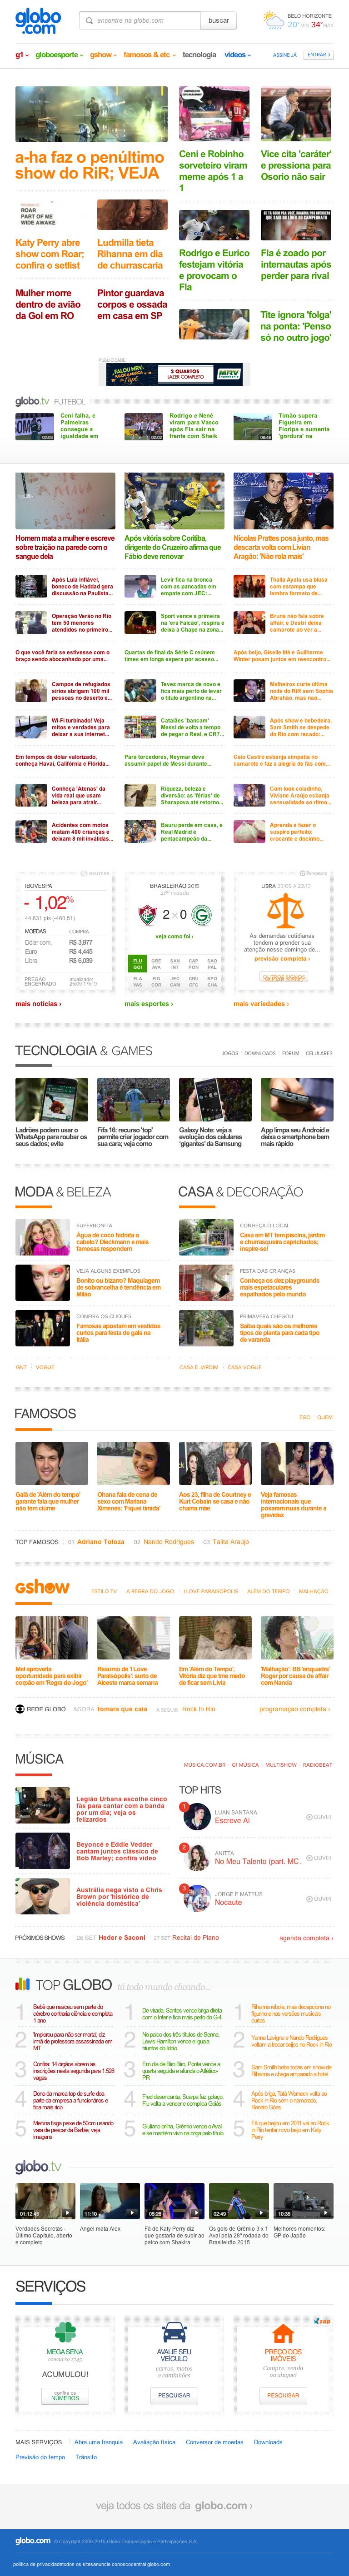 globo
.com
encontre na globo.com
buscar
BELO HORIZONTE
20° 34°
g1 globoesporte gshow famosos & etc tecnologia vídeos
ASSINE JÁ
ENTRAR
a-ha faz o penúltimo
show do RiR; VEJA
Ceni e Robinho
sorveteiro viram
meme após 1 a
1
Vice cita 'caráter'
e pressiona para
Osorio não sair
ROAR
PART OF ME
WIDE AWAKE
Katy Perry abre
show com Roar;
confira o setlist
Ludmilla tieta
Rihanna em dia
de churrascaria
Rodrigo e Eurico
festejam vitória
e provocam o
Fla
Fla é zoado por
internautas após
perder para rival
Mulher morre
dentro de avião
da Gol em RO
Pintor guardava
corpos e ossada
em casa em SP
Tite ignora 'folga'
na ponta: 'Penso
só no outro jogo'
PUBLICIDADE
FALOU MRV,
2 QUARTOS
LAZER COMPLETO
MRV
globo.tv FUTEBOL
Ceni falha, e
Palmeiras
consegue a
igualdade em
Rodrigo e Nenê
viram para Vasco
após Fla sair na
frente com Sheik
Timão supera
Figueira em
Floripa e aumenta
'gordura' na
Homem mata a mulher e escreve
sobre traição na parede com o
sangue dela
Após vitória sobre Coritiba,
dirigente do Cruzeiro afirma que
Fábio deve renovar
Nicolas Prattes posa junto, mas
descarta volta com Lívian
Aragão: 'Não rola mais'
Após Lula inflável,
boneco de Haddad gera
discussão na Paulista...
Levir fica na bronca
com as pancadas em
empate com JEC:...
Thaila Ayala usa blusa
com estampa que
lembra formato de...
Operação Verão no Rio
tem 50 menores
atendidos no primeiro...
Sport vence a primeira
na 'era Falcão', respira e
deixa a Chape na zona...
Bruna não fala sobre
affair, e Destri deixa
camarote ao ver a...
O que você faria se estivesse com o
braço sendo abocanhado por uma...
Quartas de final da Série C reúnem
times em longa espera por acesso...
Após beijo, Giselle Itié e Guilherme
Winter posam juntos em reencontro...
Campos de refugiados
sírios abrigam 100 mil
pessoas no deserto e...
Tevez marca de novo e
fica mais perto de levar
o título argentino na...
Malheiros curte última
noite do RiR sem Sophia
Abrahão, mas nao...
Wi-Fi turbinado! Veja
mitos e verdades para
deixar a sua internet...
Catalães 'bancam'
Messi de volta a tempo
de pegar o Real, e CR7...
Após show e bebedeira,
Sam Smith se despede
do Rio com recado:...
Em tempos de dólar valorizado,
conheça Havaí, Califórnia e Flórida...
Para torcedores, Neymar deve
assumir papel de Messi durante...
Caio Castro esbanja simpatia no
camarote e faz a alegria de fãs com...
Conheça 'Atenas' da
vida real que usam
beleza para atrair...
Riqueza, beleza e
diversão: as 'férias' de
Sharapova até retorno...
Com look coladinho,
Viviane Araújo esbanja
sensualidade ao ritmo...
Acidentes com motos
matam 400 crianças e
deixam 8 mil inválidas...
Bauru perde em casa, e
Real Madrid é
pentacampeão da...
Aprenda a fazer o
suspiro perfeito:
crocante e docinho...
REUTERS
IBOVESPA
- 1,02%
44.831 pts (-460,51)
MOEDAS COMPRA
Dólar com. R$ 3,977
Euro R$ 4,445
Libra R$ 6,039
PREGÃO
ENCERRADO
atualizado:
25/09 17h19
BRASILEIRÃO 2015
28ª rodada
2 x 0
veja como foi ›
FLU GRE SAN CAP SAO
GOI AVA INT PON PAL
FLA FIG JEC CRU SPO
VAS COR CAM CFC CHA
LIBRA 23/09 A 22/10
As demandas cotidianas
tendem a prender sua
atenção nesse domingo de...
previsão completa ›
mais notícias ›
mais esportes ›
mais variedades ›
TECNOLOGIA & GAMES
JOGOS DOWNLOADS FÓRUM CELULARES
Ladrões podem usar o
WhatsApp para roubar os
seus dados; evite
Fifa 16: recurso 'top'
permite criar jogador com
sua cara; veja como
Galaxy Note: veja a
evolução dos celulares
'gigantes' da Samsung
App limpa seu Android e
deixa o smartphone bem
mais rápido
MODA & BELEZA
CASA & DECORAÇÃO
SUPERBONITA
Água de coco hidrata o
cabelo? Dieckmann e mais
famosas respondem
CONHEÇA O LOCAL
Casa em MT tem piscina, jardim
e churrasqueira caprichados;
inspire-se!
VEJA ALGUNS EXEMPLOS
Bonito ou bizarro? Maquiagem
de sobrancelha é tendência em
Milão
FESTA DAS CRIANÇAS
Conheça os dez playgrounds
mais espetaculares
espalhados pelo mundo
CONFIRA OS CLIQUES
Famosas apostam em vestidos
curtos para festa de gala na
Itália
PRIMAVERA CHEGOU
Saiba quais são os melhores
tipos de planta para cada tipo
de varanda
GNT VOGUE
CASA E JARDIM CASA VOGUE
FAMOSOS
EGO QUEM
Galã de 'Além do tempo'
garante fala que mulher
não tem ciúme
Ohana fala de cena de
sexo com Mariana
Ximenes: 'Fiquei tímida'
Aos 23, filha de Courtney e
Kurt Cobain se casa e não
chama mãe
Veja famosas
internacionais que
posaram nuas durante a
gravidez
TOP FAMOSOS 01 Adriano Toloza 02 Nando Rodrigues 03 Talita Araújo
gshow
ESTILO TV A REGRA DO JOGO I LOVE PARAISÓPOLIS ALÉM DO TEMPO MALHAÇÃO
Mel aproveita
oportunidade para exibir
corpão em 'Regra do Jogo'
Resumo de 'I Love
Paraisópolis': surto de
Alceste marca semana
Em 'Além do Tempo',
Vitória diz que tme medo
de ficar sem Lívia
'Malhação': BB 'enquadra'
Roger por causa de affair
com Nanda
REDE GLOBO AGORA tomara que caia A SEGUIR Rock in Rio
programação completa ›
MÚSICA
MÚSICA.COM.BR G1 MÚSICA MULTISHOW RADIOBEAT
Legião Urbana escolhe cinco
fãs para cantar com a banda
por um dia; veja os
felizardos
Beyoncé e Eddie Vedder
cantam juntos clássico de
Bob Marley; confira vídeo
Austrália nega visto a Chris
Brown por 'histórico de
violência doméstica'
TOP HITS
1 LUAN SANTANA
Escreve Aí
OUVIR
2 ANITTA
No Meu Talento (part. MC.
OUVIR
JORGE E MATEUS
Nocaute
OUVIR
PRÓXIMOS SHOWS 26 SET Heder e Saconi 27 SET Recital de Piano
agenda completa ›
TOP GLOBO tá todo mundo clicando...
1 Bebê que nasceu sem parte do
cérebro contraria ciência e completa
1 ano
1 De virada, Santos vence briga direta
com o Inter e fica mais perto do G-4
1 Rihanna rebola, mas decepciona no
figurino e nas versões musicais
curtas
2 'Implorou para não ser morta', diz
irmã de professora assassinada em
MT
2 No palco dos três títulos de Senna,
Lewis Hamilton vence e iguala
triunfos do ídolo
2 Yanna Lavigne e Nando Rodrigues
voltam a trocar beijos no Rock in Rio
3 Confira: 14 órgãos abrem as
inscrições nesta segunda para 1.526
vagas
3 Em dia de Biro Biro, Ponte vence a
quarta seguida e afunda o Atlético-
PR
3 Sam Smith bebe todas em show de
Rihanna e chega amparado a hotel
4 Dono da marca top de surfe doa
parte da empresa a funcionários e
fica mais rico
4 Fred desencanta, Scarpa faz golaço,
Flu volta a vencer e complica Goiás
4 Após briga, Tatá Werneck volta ao
Rock in Rio sem o namorado,
Renato Góes
5 Menina finge peixe de 50cm usando
vara de pescar da Barbie; veja
imagens
5 Giuliano brilha, Grêmio vence o Avaí
e se mantém vivo na briga pelo título
5 Fã que beijou em 2011 vai ao Rock
in Rio tentar novo beijo em Katy
Perry
globo.tv
Verdades Secretas -
Último Capítulo, aberto
e completo
Angel mata Alex
Fã de Katy Perry diz
que gostaria de subir ao
palco com Shakira
Os gols de Grêmio 3 x 1
Avaí pela 28ª rodada do
Brasileirão 2015
Melhores momentos:
GP do Japão
SERVIÇOS
MEGA SENA
concurso 1745
ACUMULOU!
confira os
NÚMEROS
AVALIE SEU
VEÍCULO
carros, motos
e caminhões
PESQUISAR
zap
PREÇO DOS
IMÓVEIS
Compre, venda
ou alugue!
PESQUISAR
MAIS SERVIÇOS Abra uma franquia Avaliação física Conversor de moedas Downloads
Previsão do tempo Trânsito
veja todos os sites da globo.com ›
globo.com © Copyright 2000-2015 Globo Comunicação e Participações S.A.
política de privacidadetodos os sitesanuncie conoscocentral globo.com